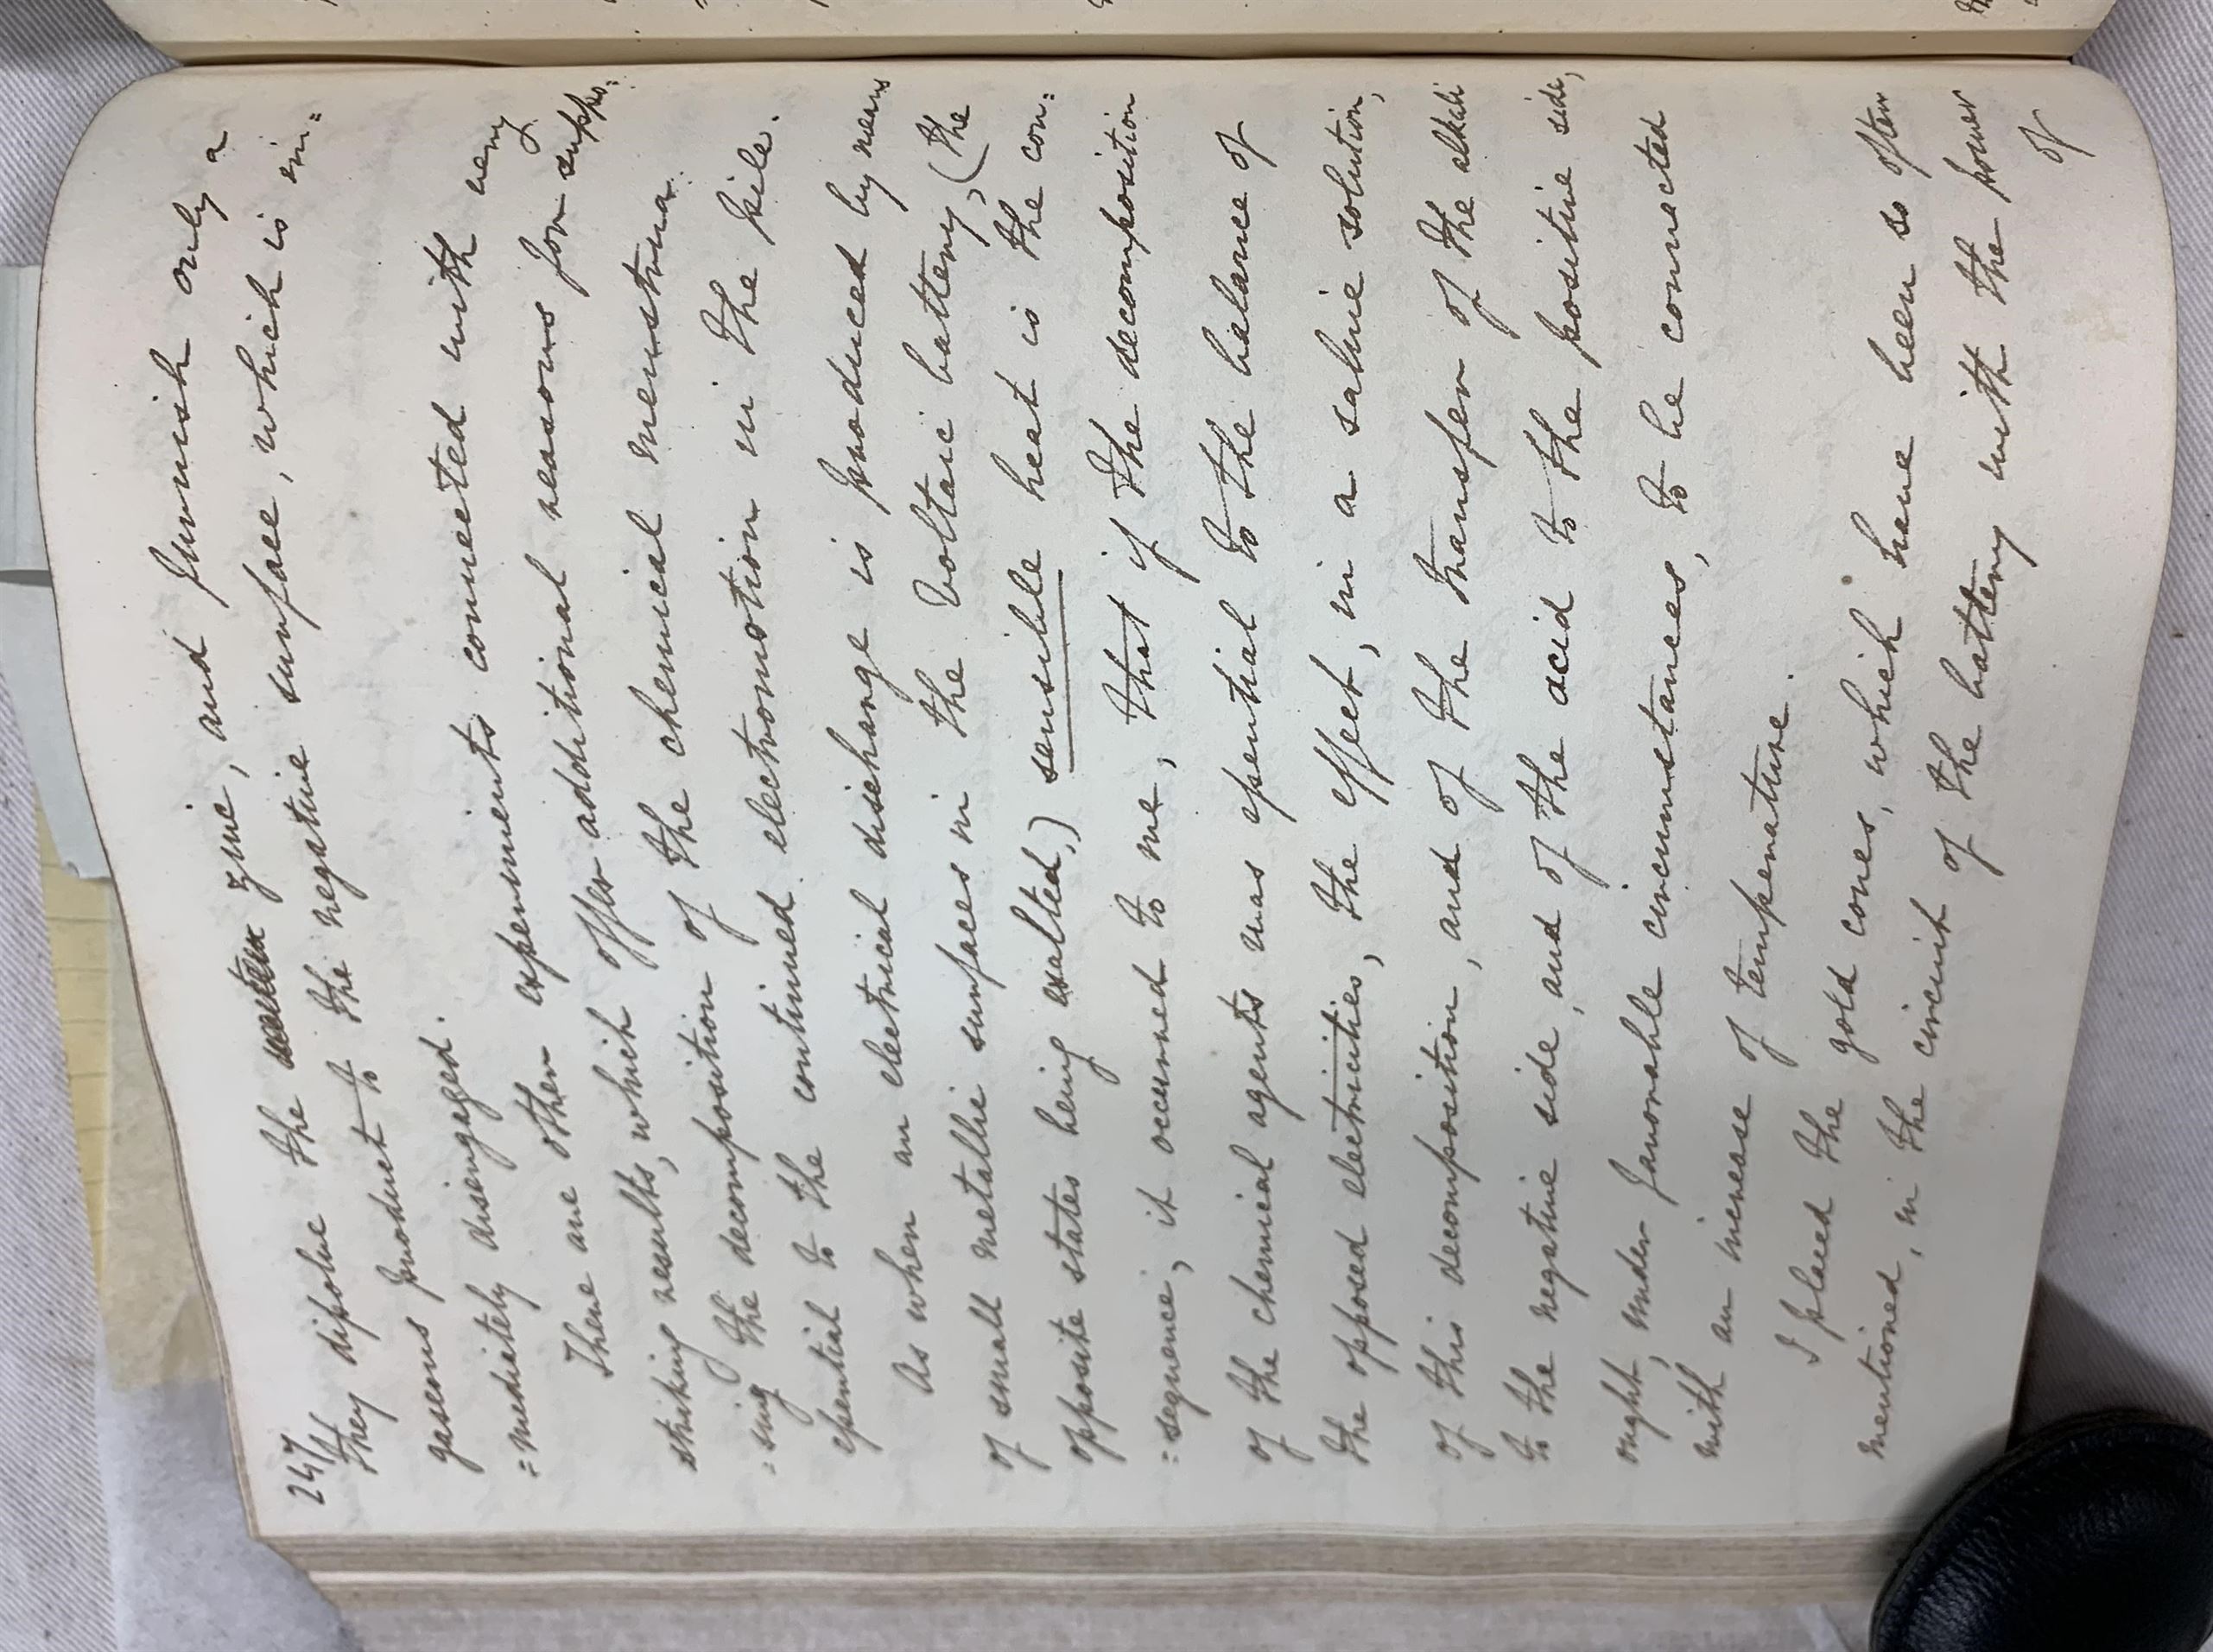 247
they dissolve the zinc, and furnish only a
gaseous product to the negative surface, which is im=
=mediately disengaged.
There are other experiments connected with very
striking results, which offer additional reasons for suppo=
=sing the decomposition of the chemical menstrua.
essential to the continued electromotion in the pile.
As when an electrical discharge is produced by means
of small metallic surfaces in the Voltaic battery, (the
opposite states being exalted,) sensible heat is the con=
=sequence, it occurred to me, that if the decomposition
of the chemical agents was essential to the balance of
the opposed electricities, the effect, in a saline solution,
of this decomposition, and of the transfer of the alkali
to the negative side, and of the acid to the positive side,
ought, under favorable circumstances, to be connected
with an increase of temperature.
I placed the gold cones, which have been so often
mentioned, in the circuit of the battery with the power
of